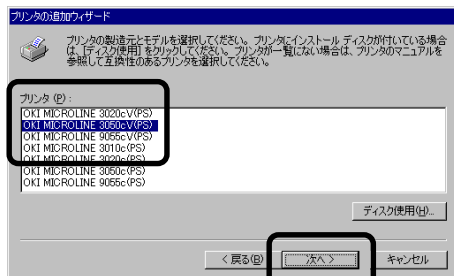 プリンタの追加ウィザード
プリンタの製造元とモデルを選択してください。プリンタにインストール ディスクが付いている場合
は、[ディスク使用] をクリックしてください。プリンタが一覧にない場合は、プリンタのマニュアルを
参照して互換性のあるプリンタを選択してください。
プリンタ (P) :
OKI MICROLINE 3020cV(PS)
OKI MICROLINE 3050cV(PS)
OKI MICROLINE 9055cV(PS)
OKI MICROLINE 3010c(PS)
OKI MICROLINE 3020c(PS)
OKI MICROLINE 3050c(PS)
OKI MICROLINE 9055c(PS)
ディスク使用(H)...
< 戻る(B)
次へ >
キャンセル